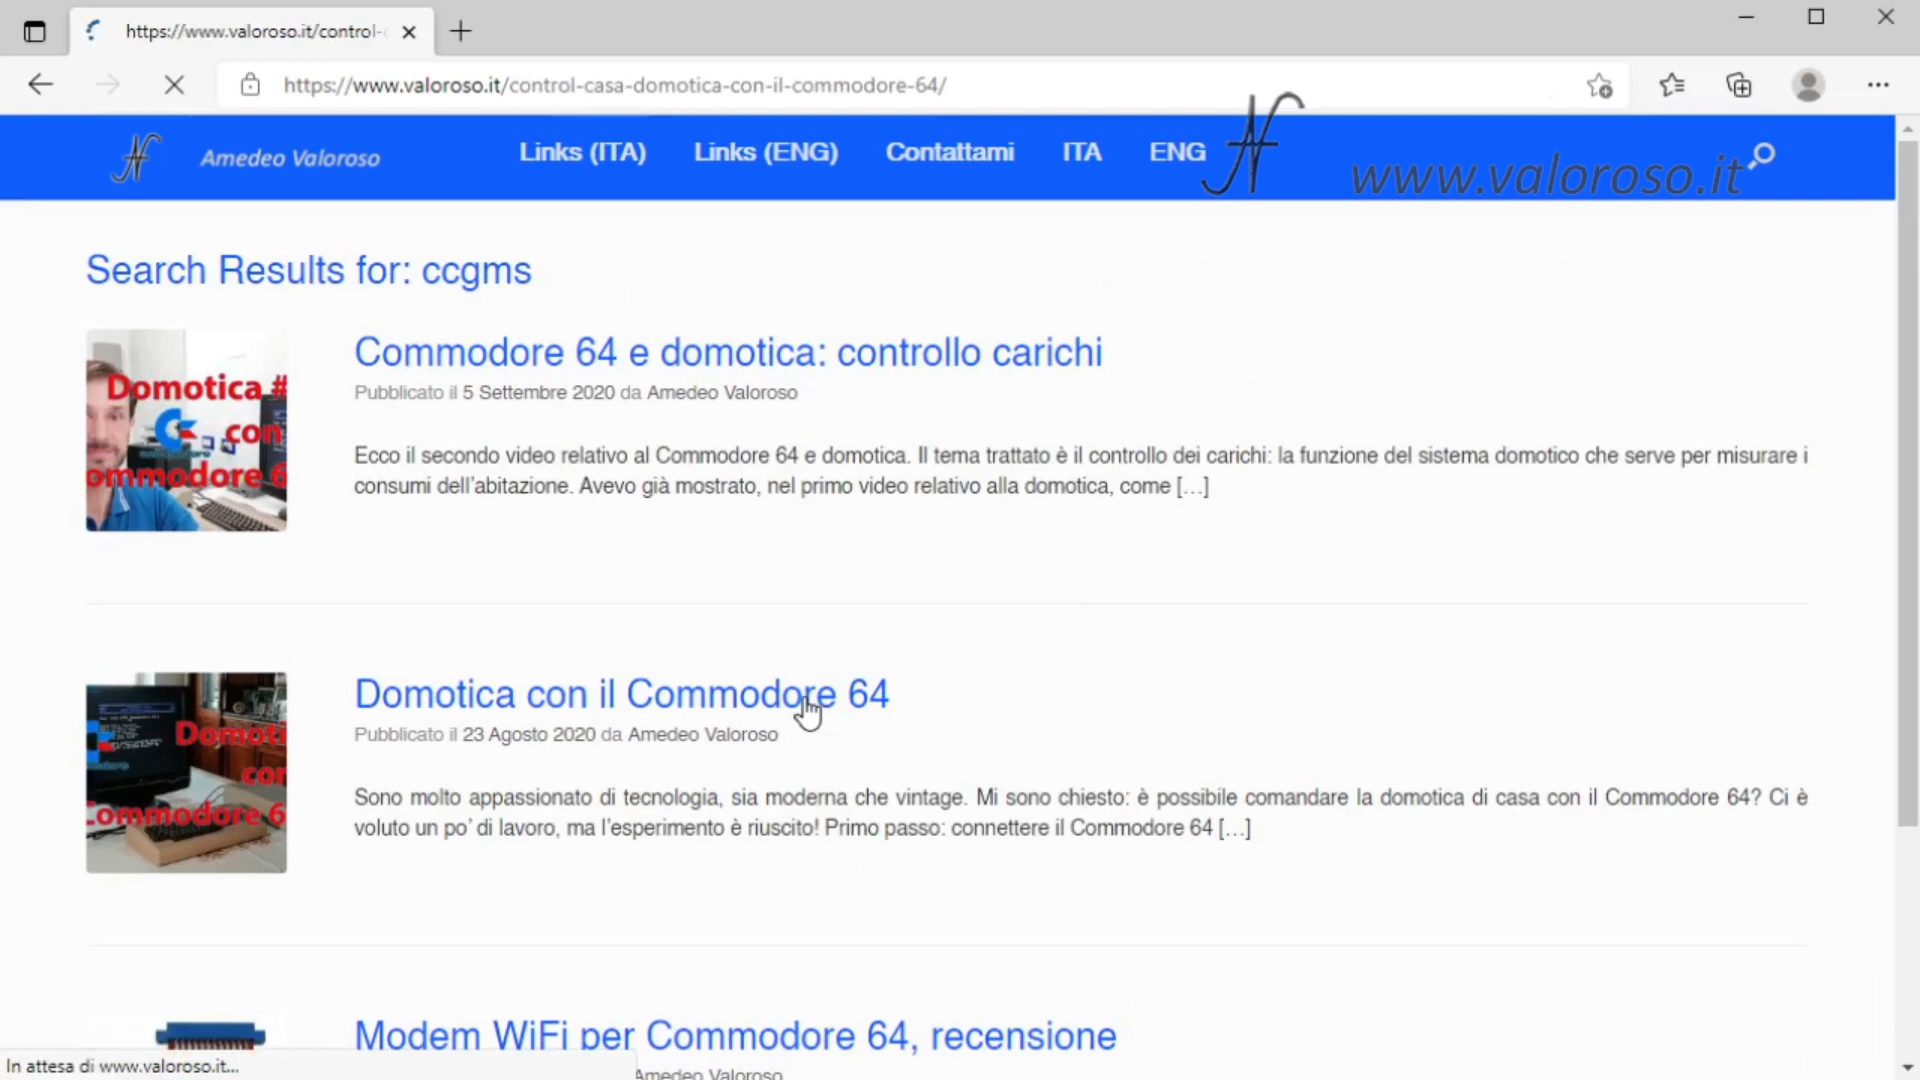 https://www.valoroso.it/control-
https://www.valoroso.it/control-casa-domotica-con-il-commodore-64/
Amedeo Valoroso
Links (ITA)
Links (ENG)
Contattami
ITA
ENG
www.valoroso.it
Search Results for: ccgms
Domotica #
con
ommodore 6
Commodore 64 e domotica: controllo carichi
Pubblicato il 5 Settembre 2020 da Amedeo Valoroso
Ecco il secondo video relativo al Commodore 64 e domotica. Il tema trattato è il controllo dei carichi: la funzione del sistema domotico che serve per misurare i
consumi dell'abitazione. Avevo già mostrato, nel primo video relativo alla domotica, come […]
Domoti
con
Commodore 6
Domotica con il Commodore 64
Pubblicato il 23 Agosto 2020 da Amedeo Valoroso
Sono molto appassionato di tecnologia, sia moderna che vintage. Mi sono chiesto: è possibile comandare la domotica di casa con il Commodore 64? Ci è
voluto un po' di lavoro, ma l'esperimento è riuscito! Primo passo: connettere il Commodore 64 […]
Modem WiFi per Commodore 64, recensione
Amedeo Valoroso
In attesa di www.valoroso.it...